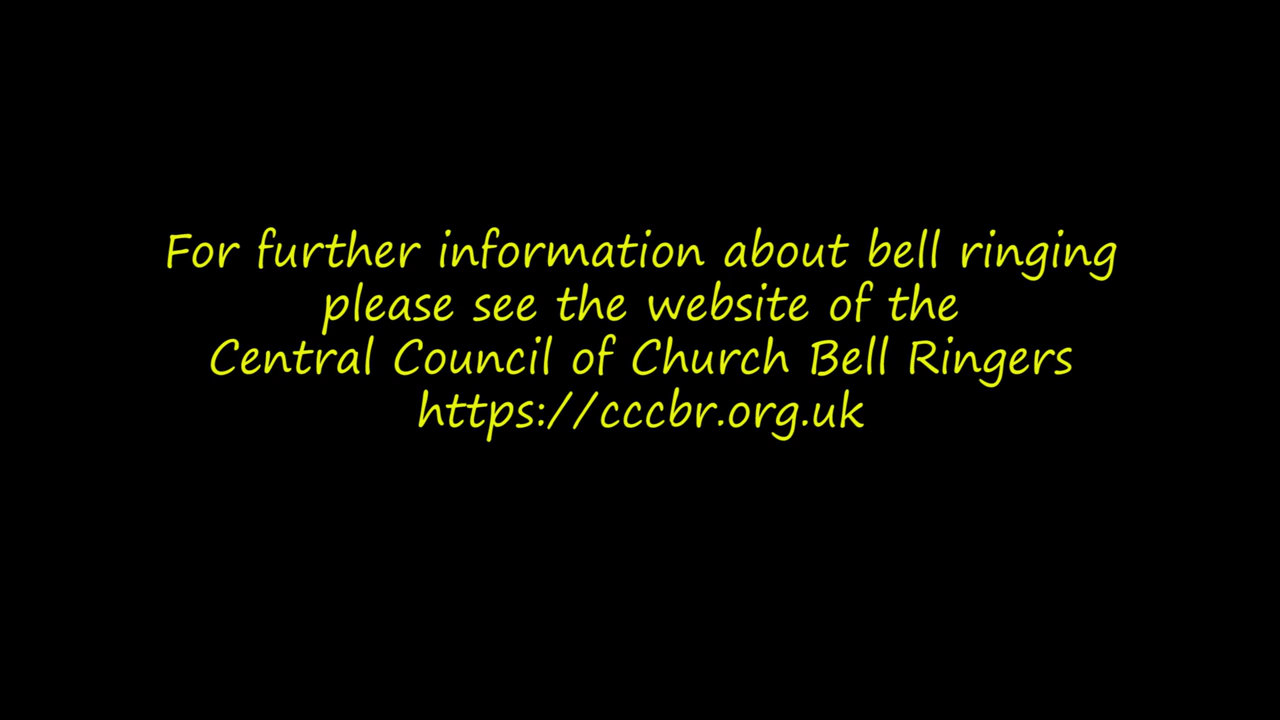 For further information about bell ringing
please see the website of the
Central Council of Church Bell Ringers
https://cccbr.org.uk